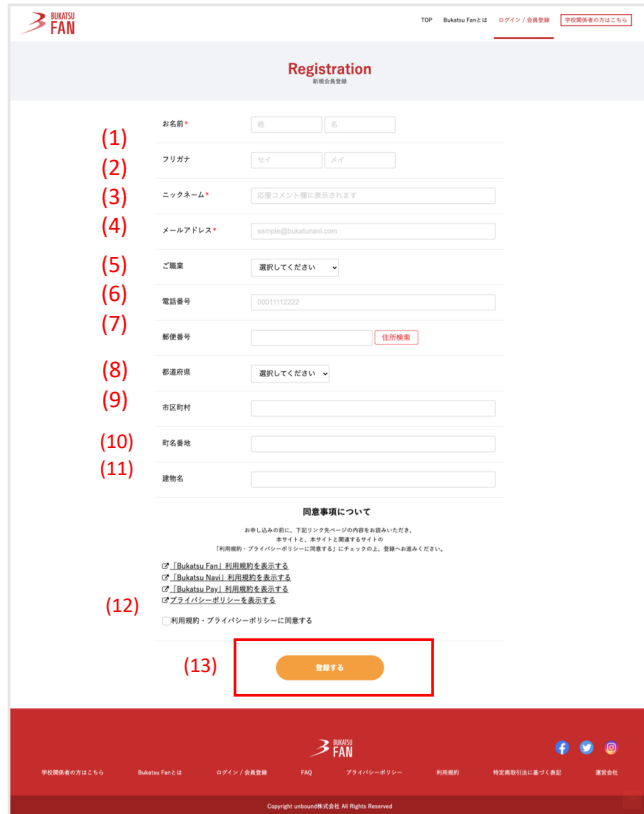 BUKATSU FAN
TOP Bukatsu Fanとは ログイン / 会員登録 学校関係者の方はこちら
Registration
新規会員登録
(1) お名前* 姓 名
(2) フリガナ セイ メイ
(3) ニックネーム* 応援コメント欄に表示されます
(4) メールアドレス* sample@bukatunavi.com
(5) ご職業 選択してください
(6) 電話番号 00011112222
(7) 郵便番号 住所検索
(8) 都道府県 選択してください
(9) 市区町村
(10) 町名番地
(11) 建物名
同意事項について
お申し込みの前に、下記リンク先ページの内容をお読みいただき、
本サイトと、本サイトと関連するサイトの
「利用規約・プライバシーポリシーに同意する」にチェックの上、登録へお進みください。
「Bukatsu Fan」利用規約を表示する
「Bukatsu Navi」利用規約を表示する
「Bukatsu Pay」利用規約を表示する
プライバシーポリシーを表示する
(12) 利用規約・プライバシーポリシーに同意する
(13) 登録する
BUKATSU FAN
学校関係者の方はこちら Bukatsu Fanとは ログイン / 会員登録 FAQ プライバシーポリシー 利用規約 特定商取引法に基づく表記 運営会社
Copyright unbound株式会社 All Rights Reserved